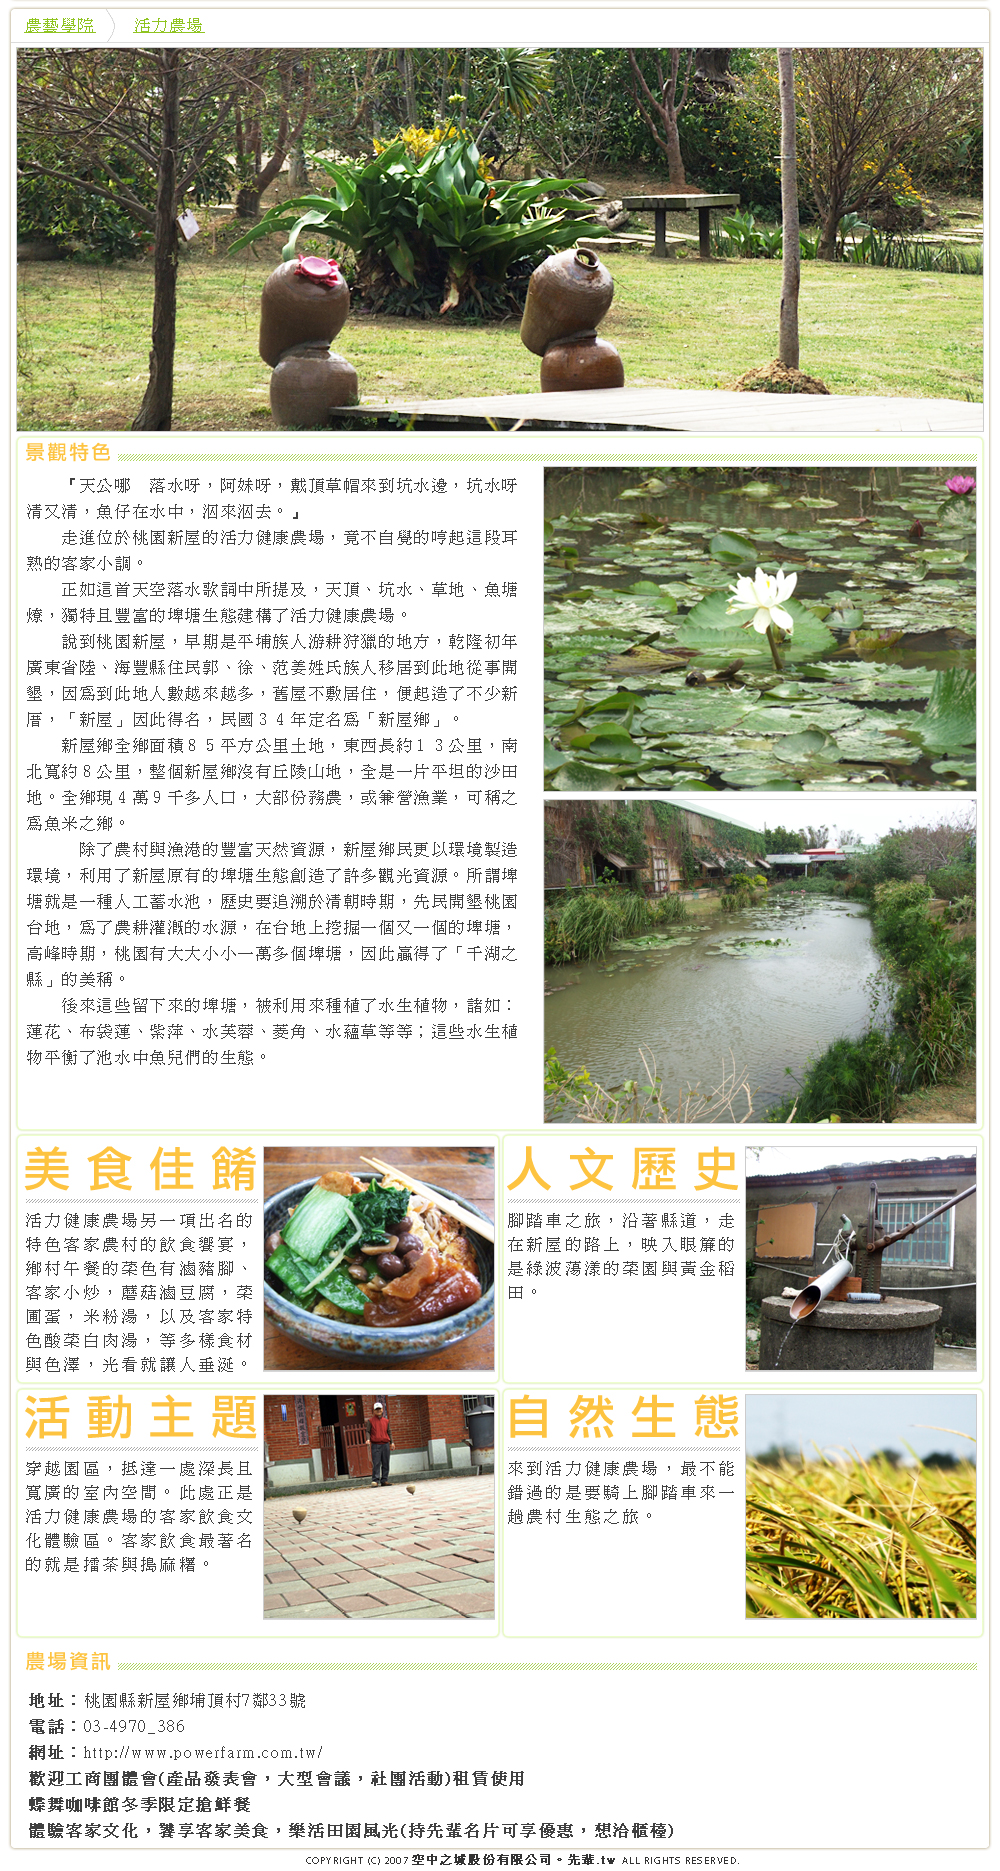 農藝學院 活力農場
景觀特色
『天公哪　落水呀，阿妹呀，戴頂草帽來到坑水邊，坑水呀
清又清，魚仔在水中，泅來泅去。』
走進位於桃園新屋的活力健康農場，竟不自覺的哼起這段耳
熟的客家小調。
正如這首天空落水歌詞中所提及，天頂、坑水、草地、魚塘
燎，獨特且豐富的埤塘生態建構了活力健康農場。
說到桃園新屋，早期是平埔族人游耕狩獵的地方，乾隆初年
廣東省陸、海豐縣住民郭、徐、范姜姓氏族人移居到此地從事開
墾，因為到此地人數越來越多，舊屋不敷居住，便起造了不少新
厝，「新屋」因此得名，民國３４年定名為「新屋鄉」。
新屋鄉全鄉面積８５平方公里土地，東西長約１３公里，南
北寬約８公里，整個新屋鄉沒有丘陵山地，全是一片平坦的沙田
地。全鄉現４萬９千多人口，大部份務農，或兼營漁業，可稱之
為魚米之鄉。
除了農村與漁港的豐富天然資源，新屋鄉民更以環境製造
環境，利用了新屋原有的埤塘生態創造了許多觀光資源。所謂埤
塘就是一種人工蓄水池，歷史要追溯於清朝時期，先民開墾桃園
台地，為了農耕灌溉的水源，在台地上挖掘一個又一個的埤塘，
高峰時期，桃園有大大小小一萬多個埤塘，因此贏得了「千湖之
縣」的美稱。
後來這些留下來的埤塘，被利用來種植了水生植物，諸如：
蓮花、布袋蓮、紫萍、水芙蓉、菱角、水蘊草等等；這些水生植
物平衡了池水中魚兒們的生態。
美食佳餚
活力健康農場另一項出名的
特色客家農村的飲食饗宴，
鄉村午餐的菜色有滷豬腳、
客家小炒，蘑菇滷豆腐，菜
圃蛋，米粉湯，以及客家特
色酸菜白肉湯，等多樣食材
與色澤，光看就讓人垂涎。
人文歷史
腳踏車之旅，沿著縣道，走
在新屋的路上，映入眼簾的
是綠波蕩漾的菜園與黃金稻
田。
活動主題
穿越園區，抵達一處深長且
寬廣的室內空間。此處正是
活力健康農場的客家飲食文
化體驗區。客家飲食最著名
的就是擂茶與搗麻糬。
自然生態
來到活力健康農場，最不能
錯過的是要騎上腳踏車來一
趟農村生態之旅。
農場資訊
地址：桃園縣新屋鄉埔頂村7鄰33號
電話：03-4970_386
網址：http://www.powerfarm.com.tw/
歡迎工商團體會(產品發表會，大型會議，社團活動)租賃使用
蝶舞咖啡館冬季限定搶鮮餐
體驗客家文化，饗享客家美食，樂活田園風光(持先輩名片可享優惠，想洽櫃檯)
COPYRIGHT (C) 2007 空中之城股份有限公司。先輩.tw ALL RIGHTS RESERVED.